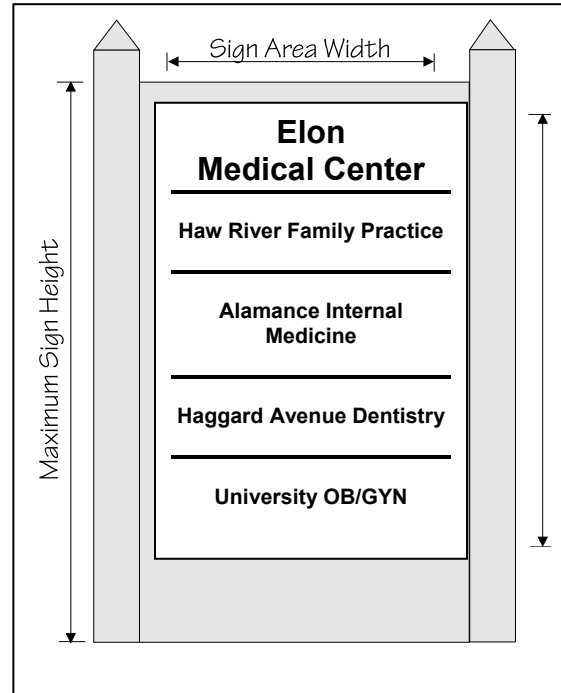 Sign Area Width
Maximum Sign Height
Elon
Medical Center
Haw River Family Practice
Alamance Internal
Medicine
Haggard Avenue Dentistry
University OB/GYN